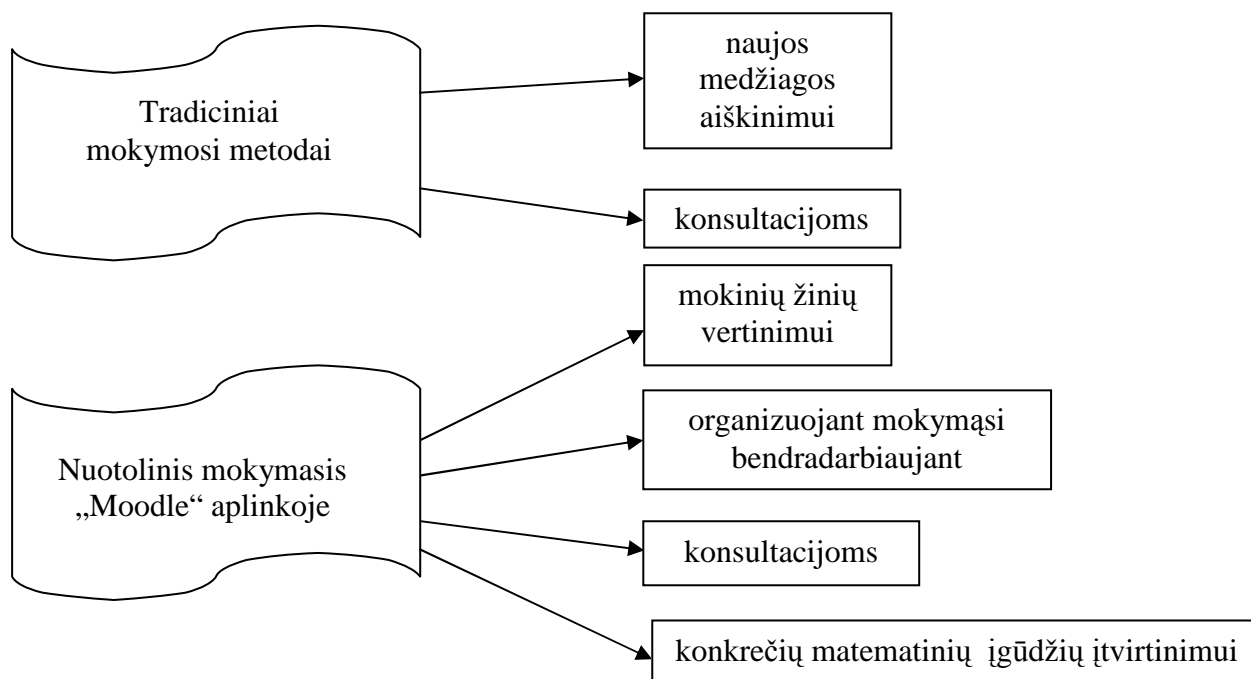 Tradiciniai
mokymosi metodai
naujos
medžiagos
aiškinimui
konsultacijoms
Nuotolinis mokymasis
„Moodle“ aplinkoje
mokinių žinių
vertinimui
organizuojant mokymąsi
bendradarbiaujant
konsultacijoms
konkrečių matematinių įgūdžių įtvirtinimui